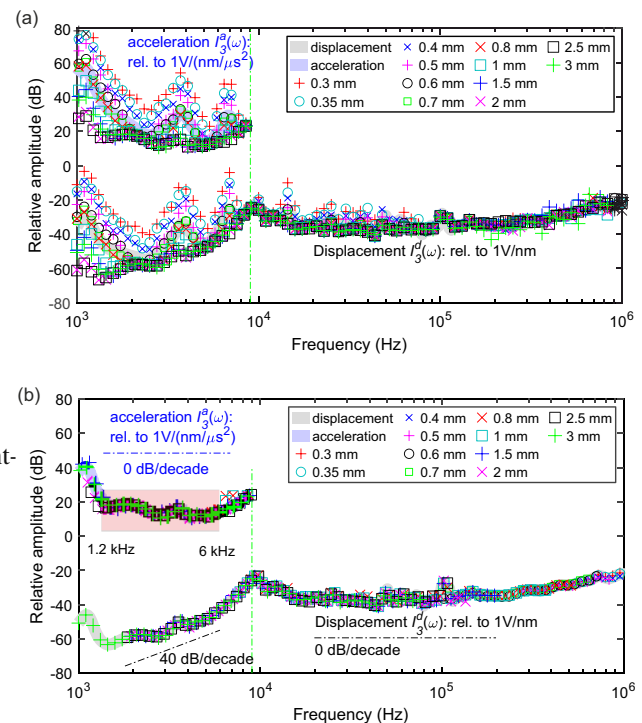 (a)
80
60
40
20
0
-20
-40
-60
-80
Relative amplitude (dB)
acceleration I₃ᵃ(ω):
rel. to 1V/(nm/μs²)
displacement
acceleration
0.3 mm
0.35 mm
0.4 mm
0.5 mm
0.6 mm
0.7 mm
0.8 mm
1 mm
1.5 mm
2 mm
2.5 mm
3 mm
Displacement I₃ᵈ(ω): rel. to 1V/nm
10³ 10⁴ 10⁵ 10⁶
Frequency (Hz)
(b)
at-
80
60
40
20
0
-20
-40
-60
-80
Relative amplitude (dB)
acceleration I₃ᵃ(ω):
rel. to 1V/(nm/μs²)
0 dB/decade
displacement
acceleration
0.3 mm
0.35 mm
0.4 mm
0.5 mm
0.6 mm
0.7 mm
0.8 mm
1 mm
1.5 mm
2 mm
2.5 mm
3 mm
1.2 kHz 6 kHz
Displacement I₃ᵈ(ω): rel. to 1V/nm
40 dB/decade
0 dB/decade
10³ 10⁴ 10⁵ 10⁶
Frequency (Hz)